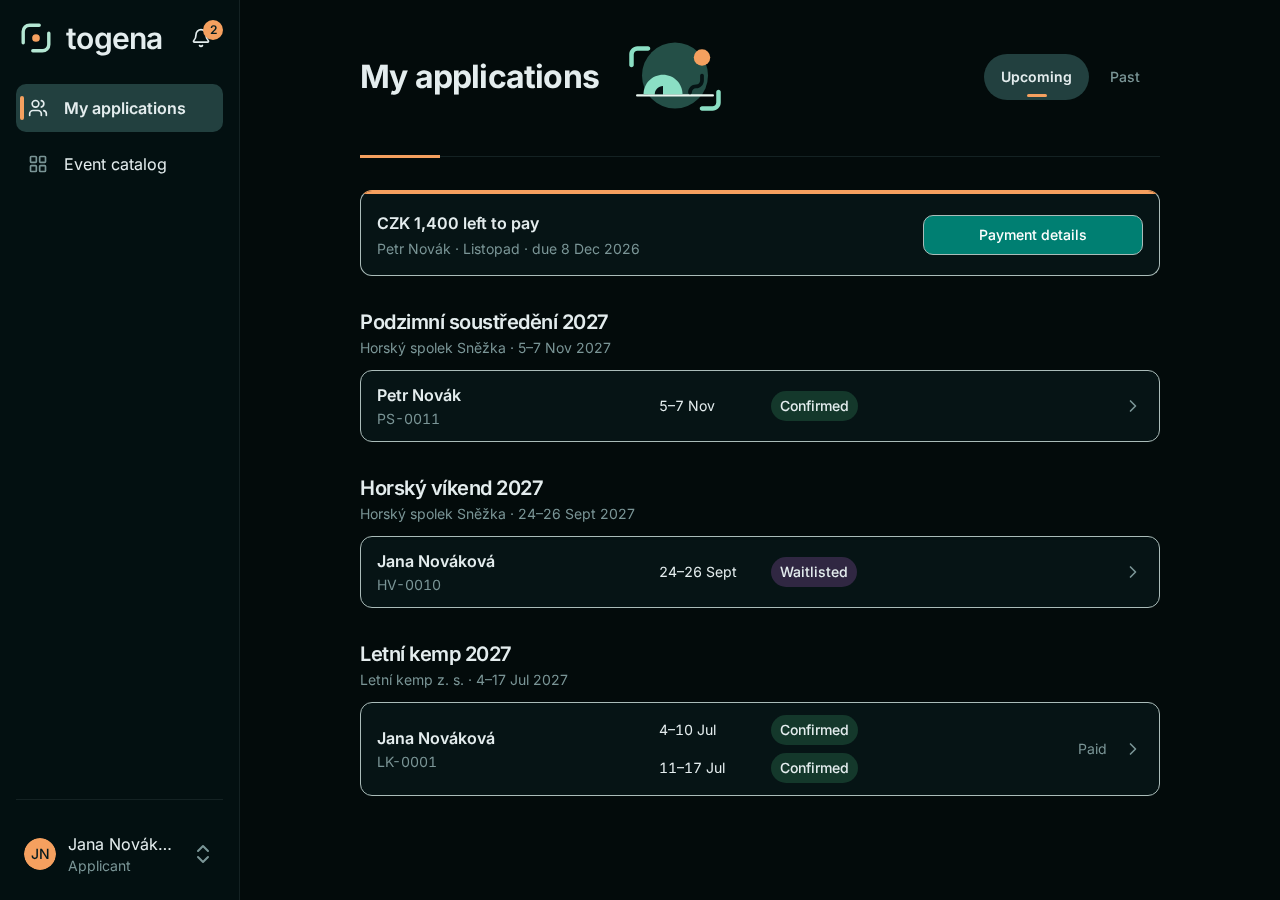 togena
2
My applications
Event catalog
My applications
Upcoming
Past
CZK 1,400 left to pay
Petr Novák · Listopad · due 8 Dec 2026
Payment details
Podzimní soustředění 2027
Horský spolek Sněžka · 5–7 Nov 2027
Petr Novák
PS-0011
5–7 Nov
Confirmed
Horský víkend 2027
Horský spolek Sněžka · 24–26 Sept 2027
Jana Nováková
HV-0010
24–26 Sept
Waitlisted
Letní kemp 2027
Letní kemp z. s. · 4–17 Jul 2027
Jana Nováková
LK-0001
4–10 Jul
Confirmed
11–17 Jul
Confirmed
Paid
JN
Jana Novák...
Applicant